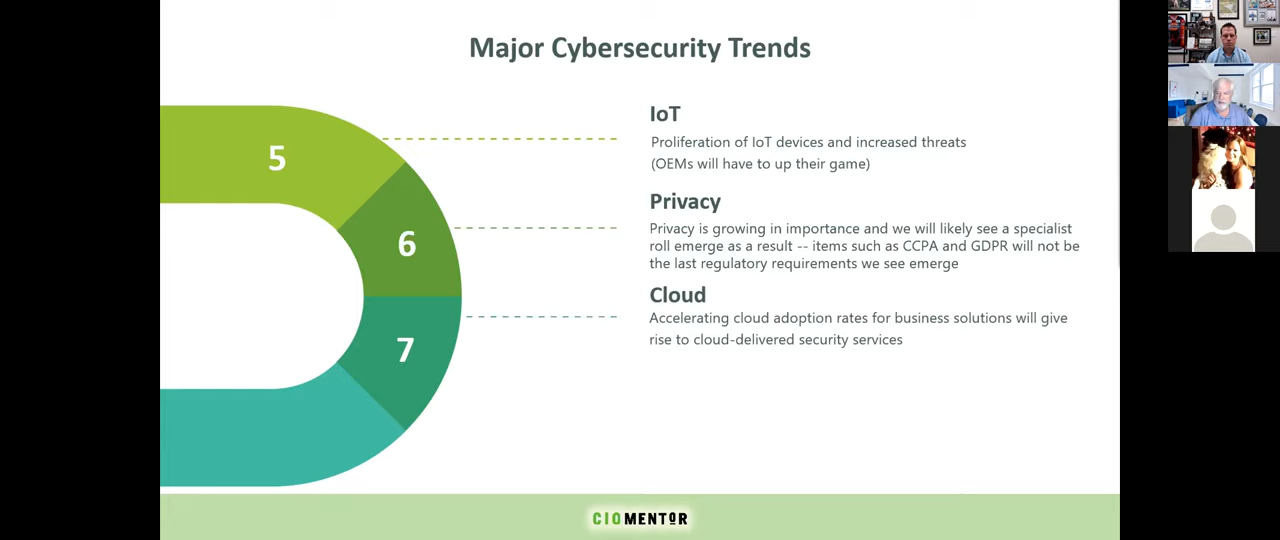 Major Cybersecurity Trends
5
IoT
Proliferation of IoT devices and increased threats
(OEMs will have to up their game)
6
Privacy
Privacy is growing in importance and we will likely see a specialist
roll emerge as a result -- items such as CCPA and GDPR will not be
the last regulatory requirements we see emerge
7
Cloud
Accelerating cloud adoption rates for business solutions will give
rise to cloud-delivered security services
CIOMENTOR